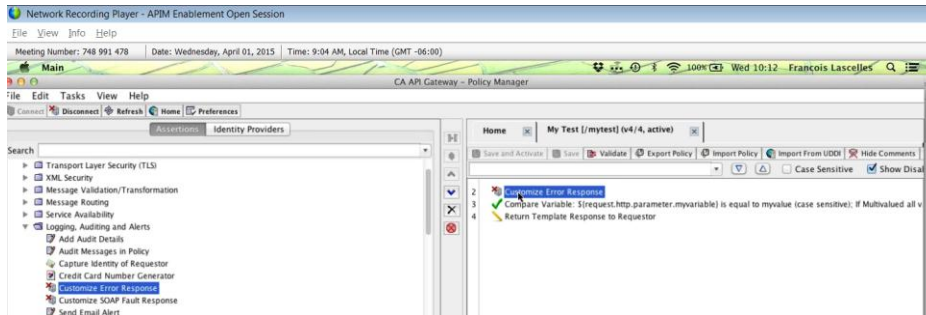 Network Recording Player - APIM Enablement Open Session
File View Info Help
Meeting Number: 748 991 478 Date: Wednesday, April 01, 2015 Time: 9:04 AM, Local Time (GMT -06:00)
Main 100% Wed 10:12 François Lascelles
CA API Gateway - Policy Manager
File Edit Tasks View Help
Connect Disconnect Refresh Home Preferences
Assertions Identity Providers
Home My Test [/mytest] (v4/4, active)
Search
Save and Activate Save Validate Export Policy Import Policy Import From UDDI Hide Comments
Case Sensitive Show Disal
Transport Layer Security (TLS)
XML Security
Message Validation/Transformation
Message Routing
Service Availability
Logging, Auditing and Alerts
Add Audit Details
Audit Messages in Policy
Capture Identity of Requestor
Credit Card Number Generator
Customize Error Response
Customize SOAP Fault Response
Send Email Alert
2 Customize Error Response
3 Compare Variable: ${request.http.parameter.myvariable} is equal to myvalue (case sensitive); If Multivalued all v
4 Return Template Response to Requestor